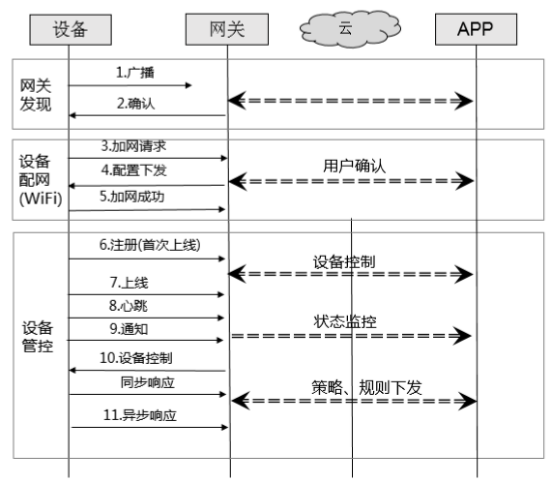 设备
网关
云
APP
网关
发现
1.广播
2.确认
设备
配网
(WiFi)
3.加网请求
4.配置下发
5.加网成功
用户确认
设备
管控
6.注册(首次上线)
设备控制
7.上线
8.心跳
9.通知
状态监控
10.设备控制
同步响应
策略、规则下发
11.异步响应